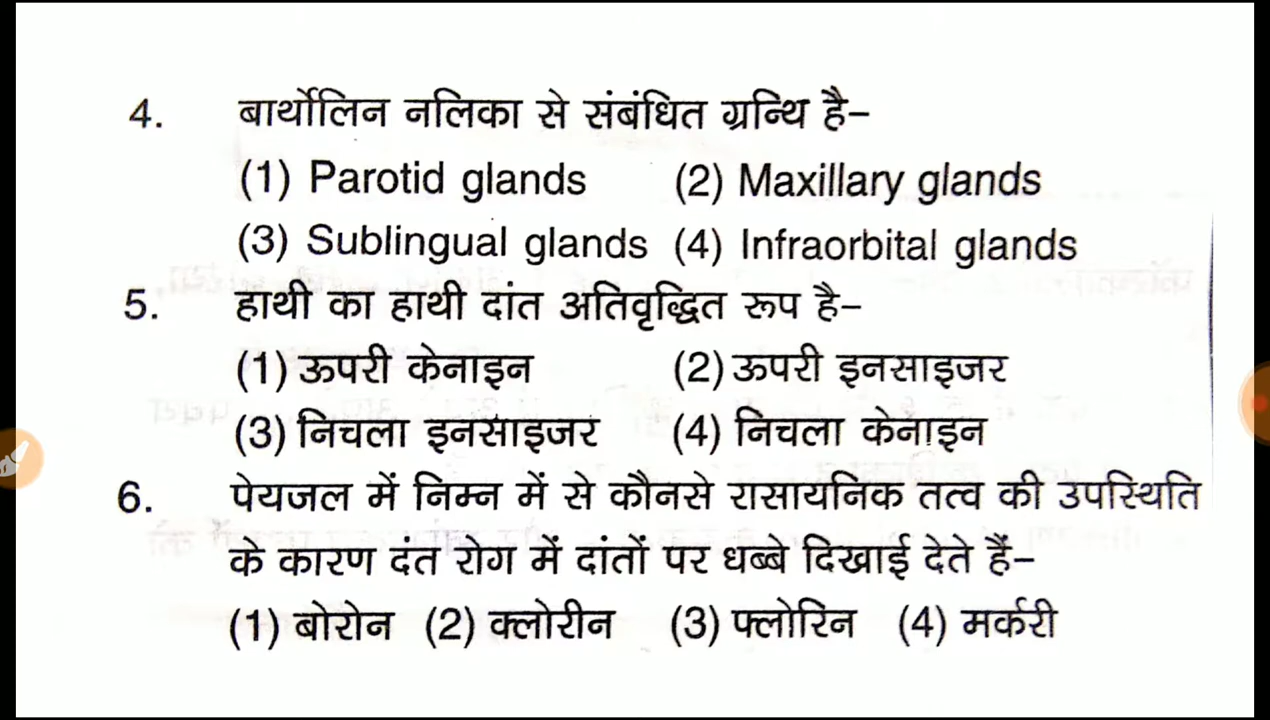 4. बार्थोलिन नलिका से संबंधित ग्रन्थि है–
(1) Parotid glands (2) Maxillary glands
(3) Sublingual glands (4) Infraorbital glands
5. हाथी का हाथी दांत अतिवृद्धित रूप है–
(1) ऊपरी केनाइन (2) ऊपरी इनसाइजर
(3) निचला इनसाइजर (4) निचला केनाइन
6. पेयजल में निम्न में से कौनसे रासायनिक तत्व की उपस्थिति
के कारण दंत रोग में दांतों पर धब्बे दिखाई देते हैं–
(1) बोरोन (2) क्लोरीन (3) फ्लोरिन (4) मर्करी